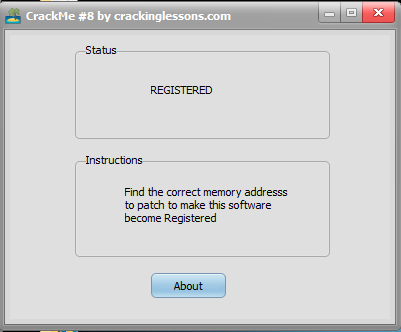 CrackMe #8 by crackinglessons.com
Status
REGISTERED
Instructions
Find the correct memory addresss
to patch to make this software
become Registered
About